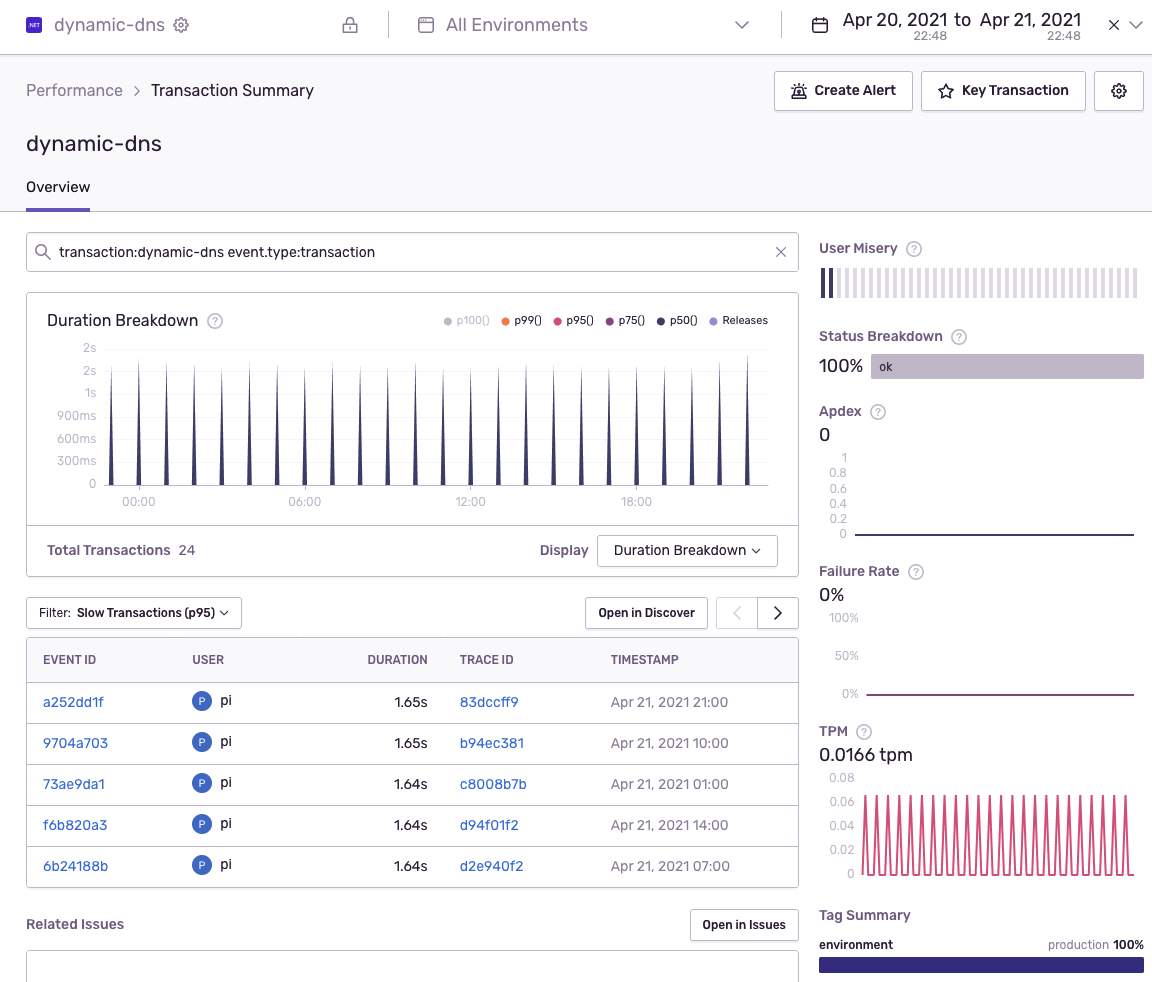 .NET dynamic-dns All Environments Apr 20, 2021 to Apr 21, 2021
22:48 22:48
Performance > Transaction Summary Create Alert Key Transaction
dynamic-dns
Overview
transaction:dynamic-dns event.type:transaction
Duration Breakdown ? p100() p99() p95() p75() p50() Releases
2s
2s
1s
900ms
600ms
300ms
0
00:00 06:00 12:00 18:00
Total Transactions 24 Display Duration Breakdown
Filter: Slow Transactions (p95) Open in Discover
EVENT ID USER DURATION TRACE ID TIMESTAMP
a252dd1f P pi 1.65s 83dccff9 Apr 21, 2021 21:00
9704a703 P pi 1.65s b94ec381 Apr 21, 2021 10:00
73ae9da1 P pi 1.64s c8008b7b Apr 21, 2021 01:00
f6b820a3 P pi 1.64s d94f01f2 Apr 21, 2021 14:00
6b24188b P pi 1.64s d2e940f2 Apr 21, 2021 07:00
Related Issues Open in Issues
User Misery ?
Status Breakdown ?
100% ok
Apdex ?
0
1
0.8
0.6
0.4
0.2
0
Failure Rate ?
0%
100%
50%
0%
TPM ?
0.0166 tpm
0.08
0.06
0.04
0.02
0
Tag Summary
environment production 100%